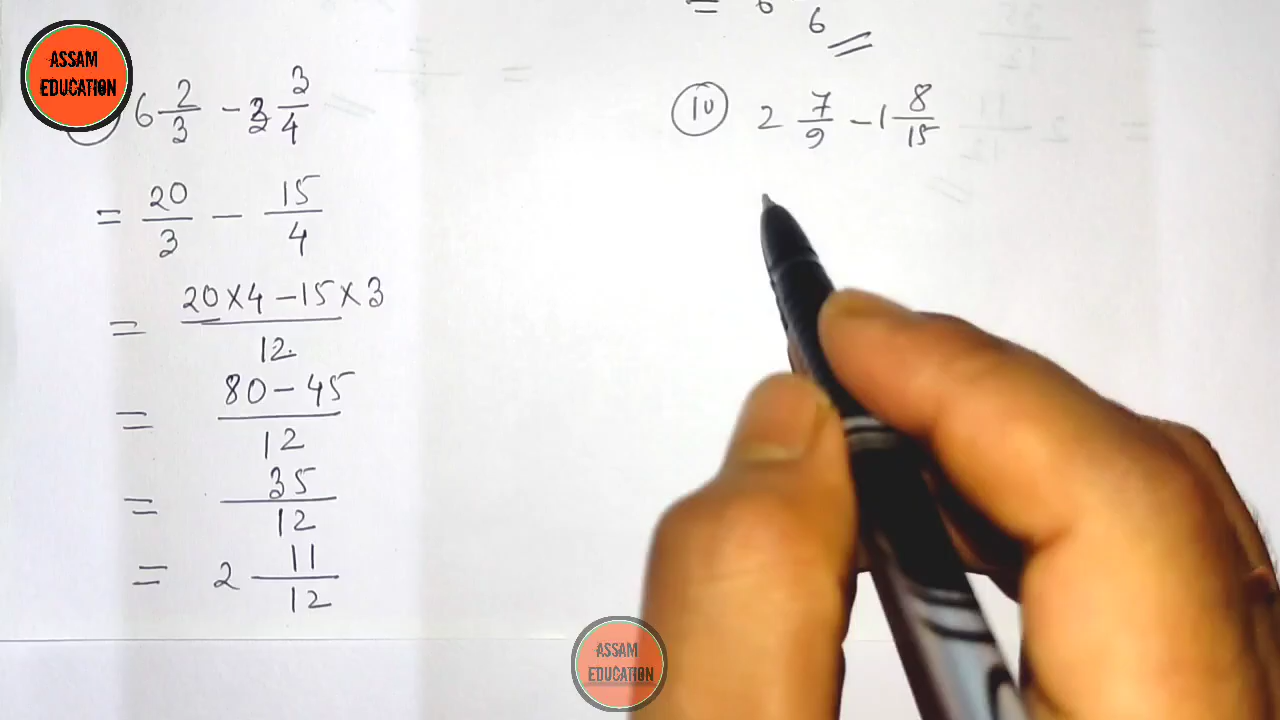 ASSAM
EDUCATION
6 2/3 - 3 3/4
= 20/3 - 15/4
= 20×4 - 15×3 / 12
= 80 - 45 / 12
= 35/12
= 2 11/12
= 6
6
10 2 7/9 - 1 8/15
ASSAM
EDUCATION